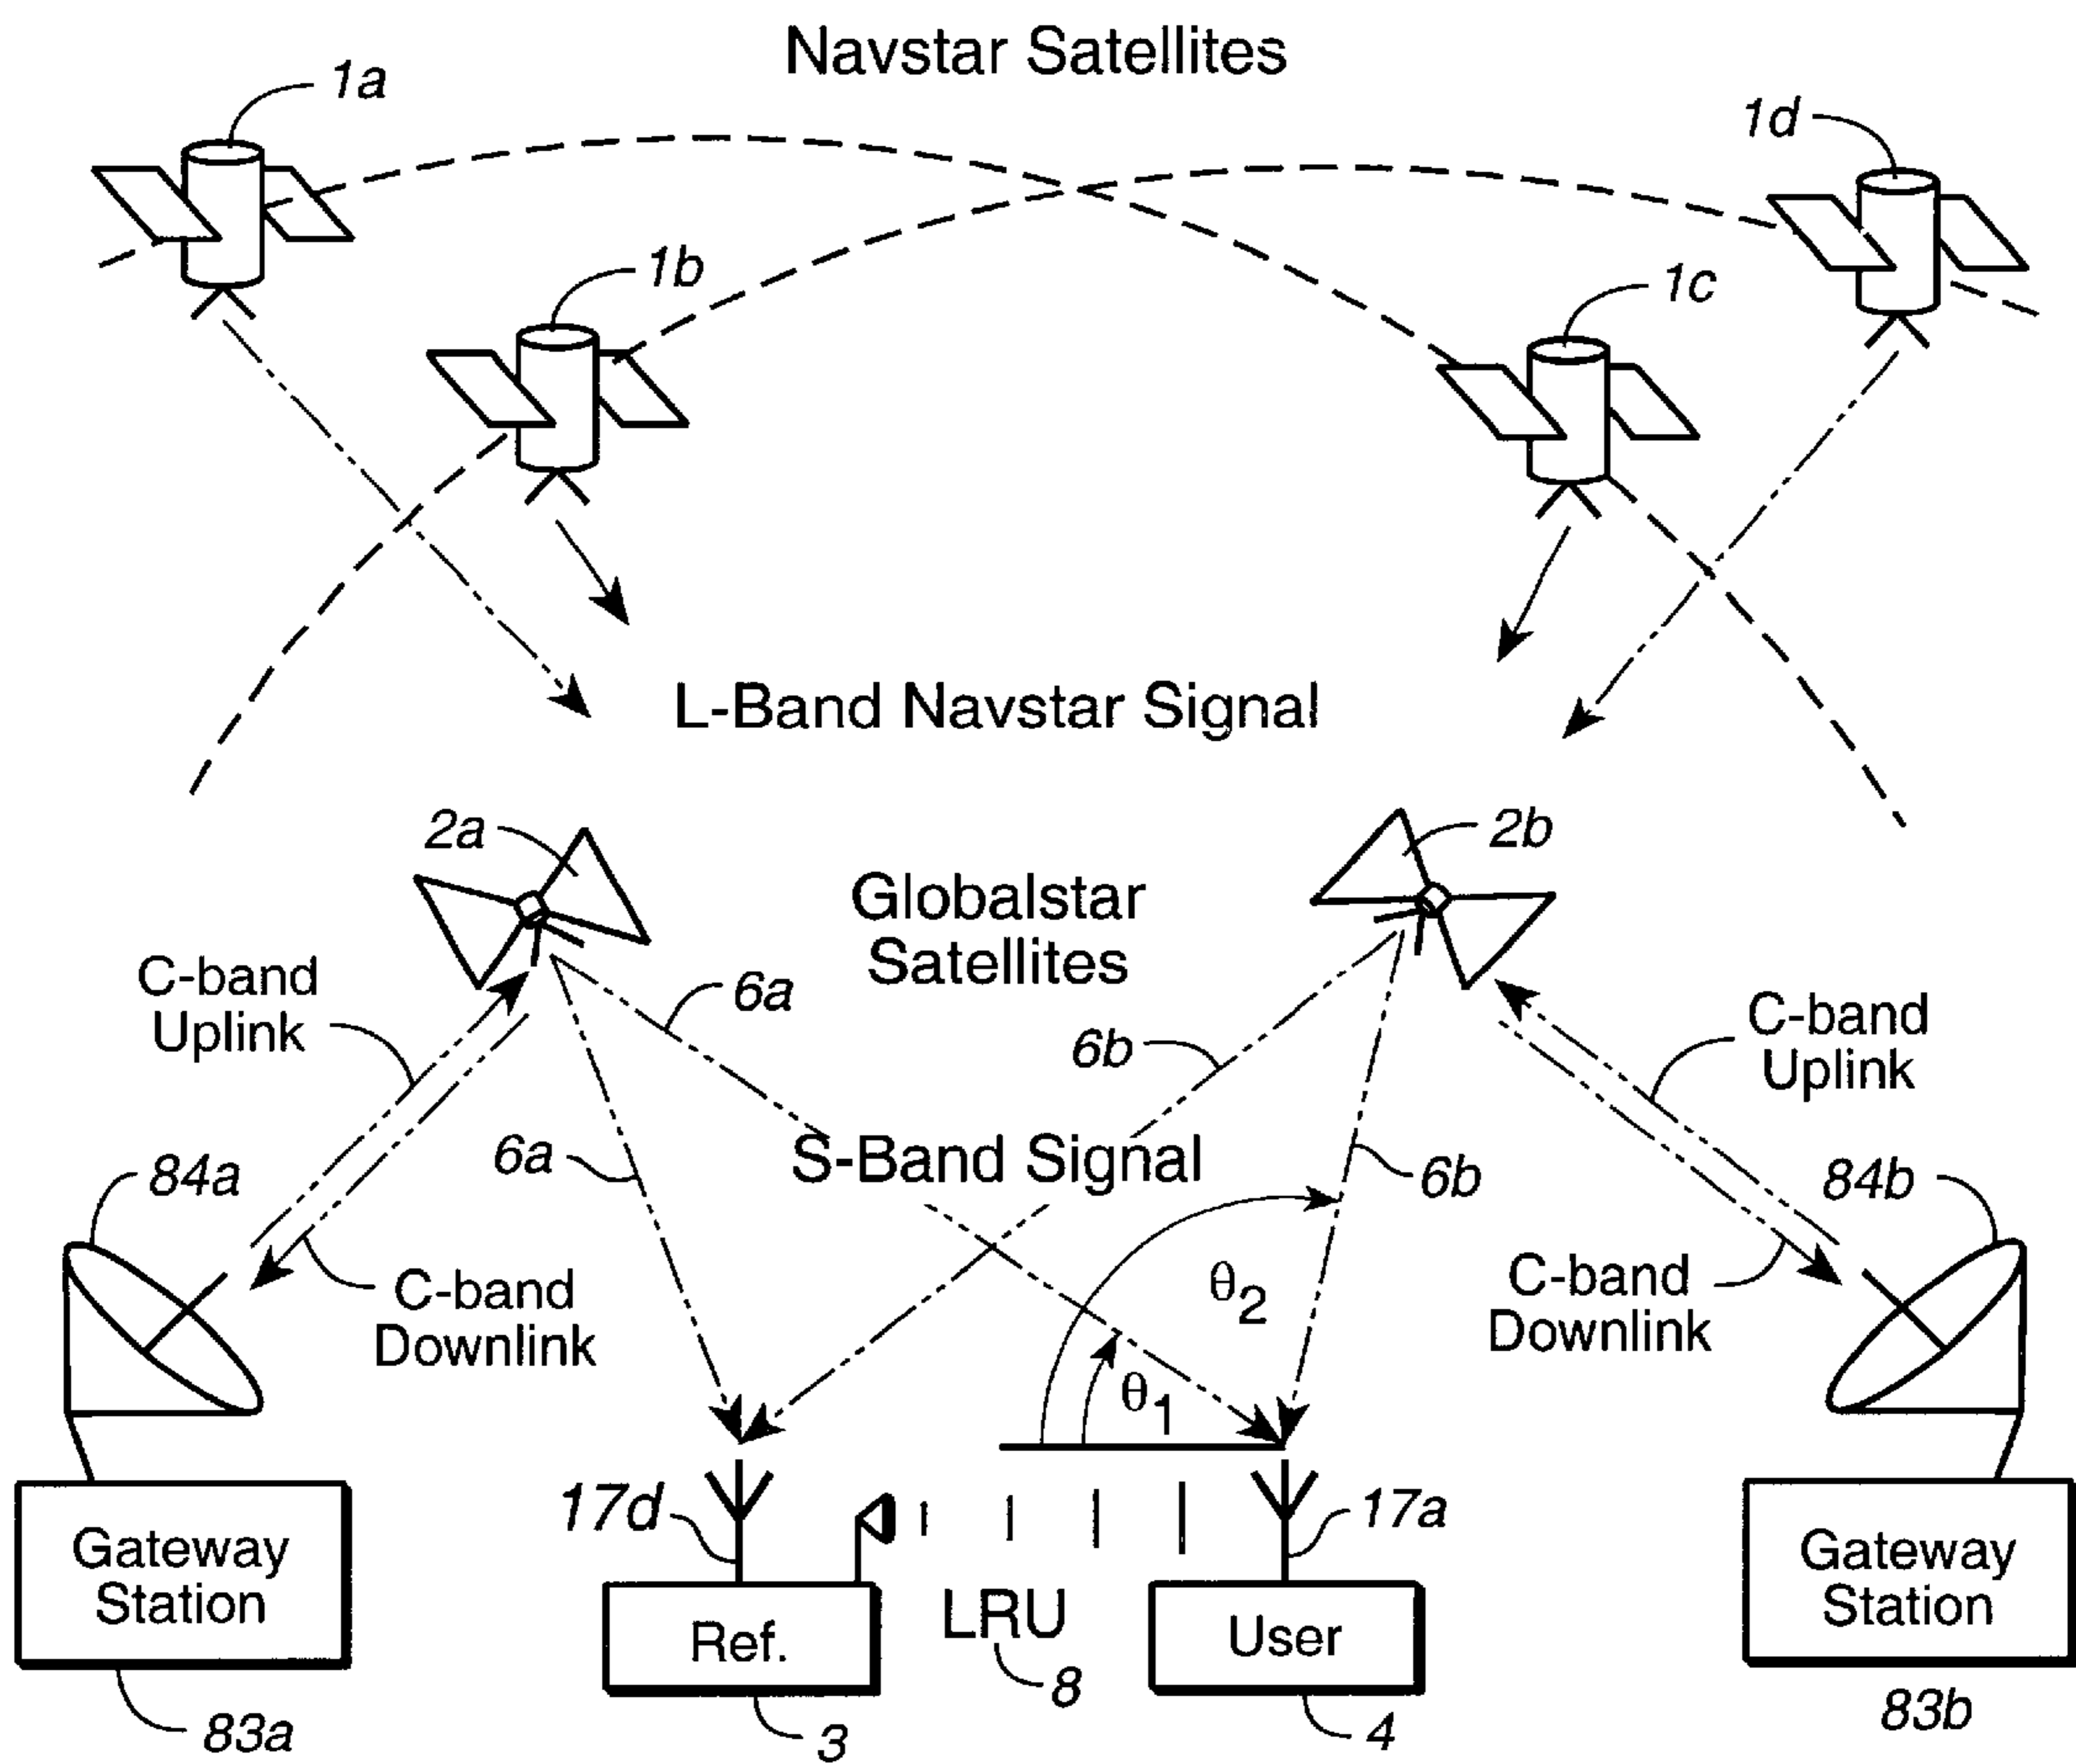 Navstar Satellites
1a
1d
1b
1c
L-Band Navstar Signal
2a
2b
Globalstar
Satellites
C-band
Uplink
6a
6b
C-band
Uplink
S-Band Signal
6a
6b
84a
84b
C-band
Downlink
θ2
θ1
C-band
Downlink
17d
17a
Gateway
Station
Ref.
LRU
8
User
Gateway
Station
83a
3
4
83b